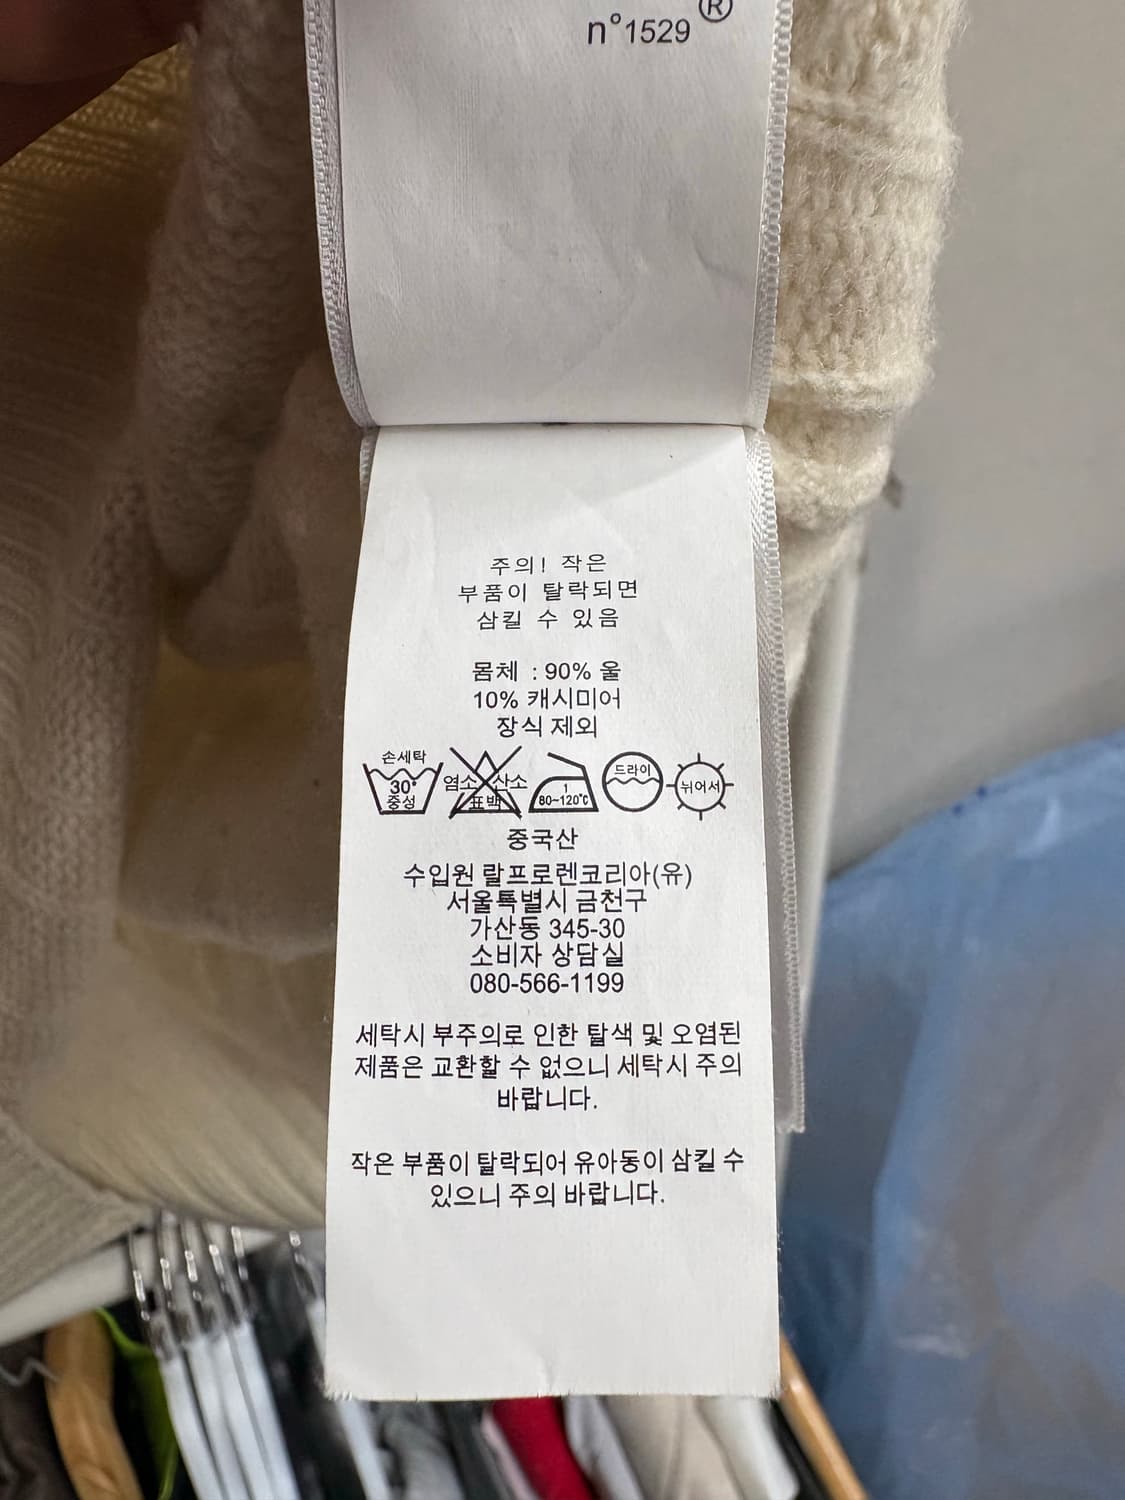 ®
n°1529
주의! 작은
부품이 탈락되면
삼킬 수 있음
몸체 : 90% 울
10% 캐시미어
장식 제외
손세탁
30°
중성
염소 산소
표백
1
80~120°C
드라이
뉘어서
중국산
수입원 랄프로렌코리아(유)
서울특별시 금천구
가산동 345-30
소비자 상담실
080-566-1199
세탁시 부주의로 인한 탈색 및 오염된
제품은 교환할 수 없으니 세탁시 주의
바랍니다.
작은 부품이 탈락되어 유아동이 삼킬 수
있으니 주의 바랍니다.